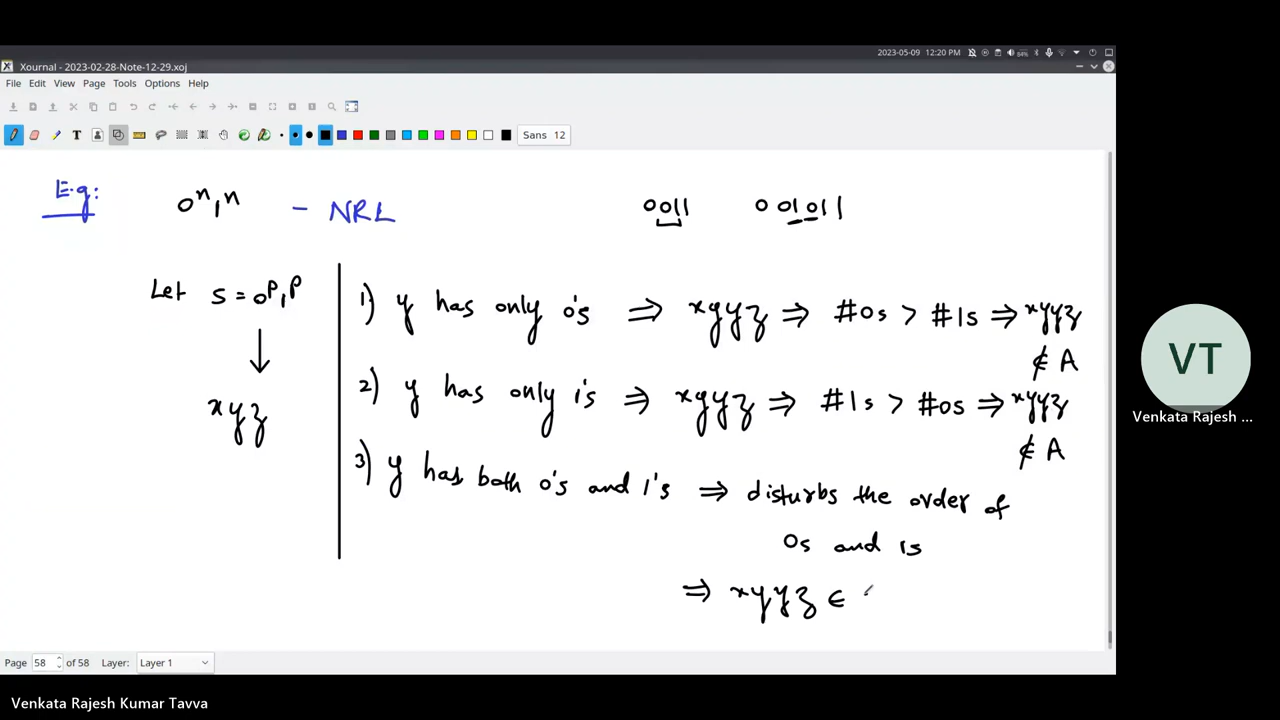 2023-05-09 12:20 PM
Xournal - 2023-02-28-Note-12-29.xoj
File Edit View Page Tools Options Help
Sans 12
E.g: 0ⁿ1ⁿ - NRL 0011 001011
Let s = 0ᵖ1ᵖ
xyz
1) y has only 0's ⇒ xyyz ⇒ #0s > #1s ⇒ xyyz
∉ A
2) y has only 1s ⇒ xyyz ⇒ #1s > #0s ⇒ xyyz
∉ A
3) y has both 0's and 1's ⇒ disturbs the order of
0s and 1s
⇒ xyyz ∈
VT
Venkata Rajesh ...
Page 58 of 58 Layer: Layer 1
Venkata Rajesh Kumar Tavva